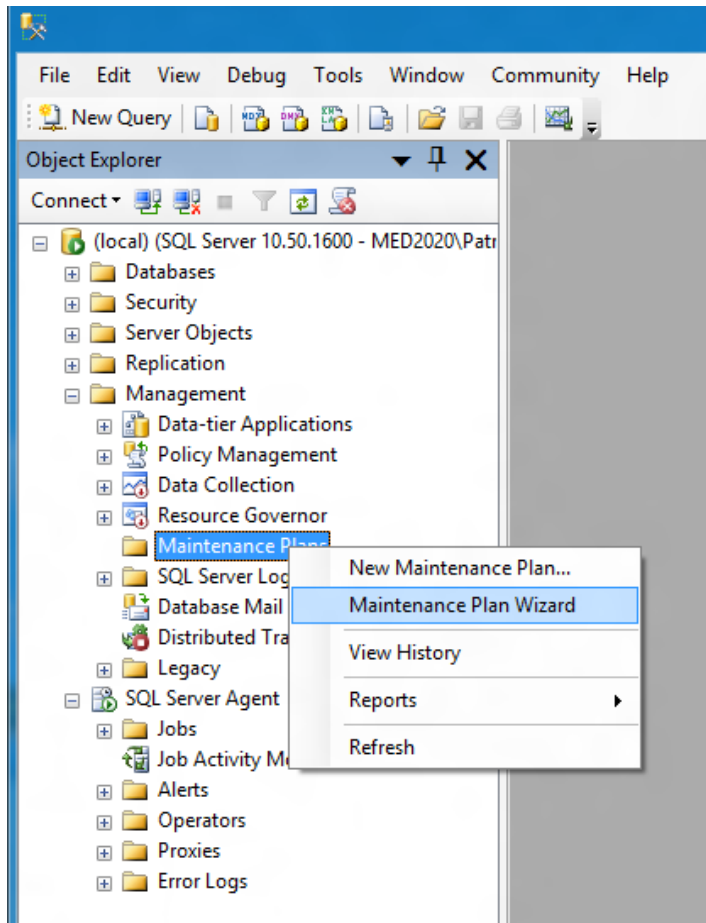 File Edit View Debug Tools Window Community Help
New Query
Object Explorer
Connect
(local) (SQL Server 10.50.1600 - MED2020\Patr
Databases
Security
Server Objects
Replication
Management
Data-tier Applications
Policy Management
Data Collection
Resource Governor
Maintenance Plans
SQL Server Log
Database Mail
Distributed Tra
Legacy
SQL Server Agent
Jobs
Job Activity Mo
Alerts
Operators
Proxies
Error Logs
New Maintenance Plan...
Maintenance Plan Wizard
View History
Reports
Refresh